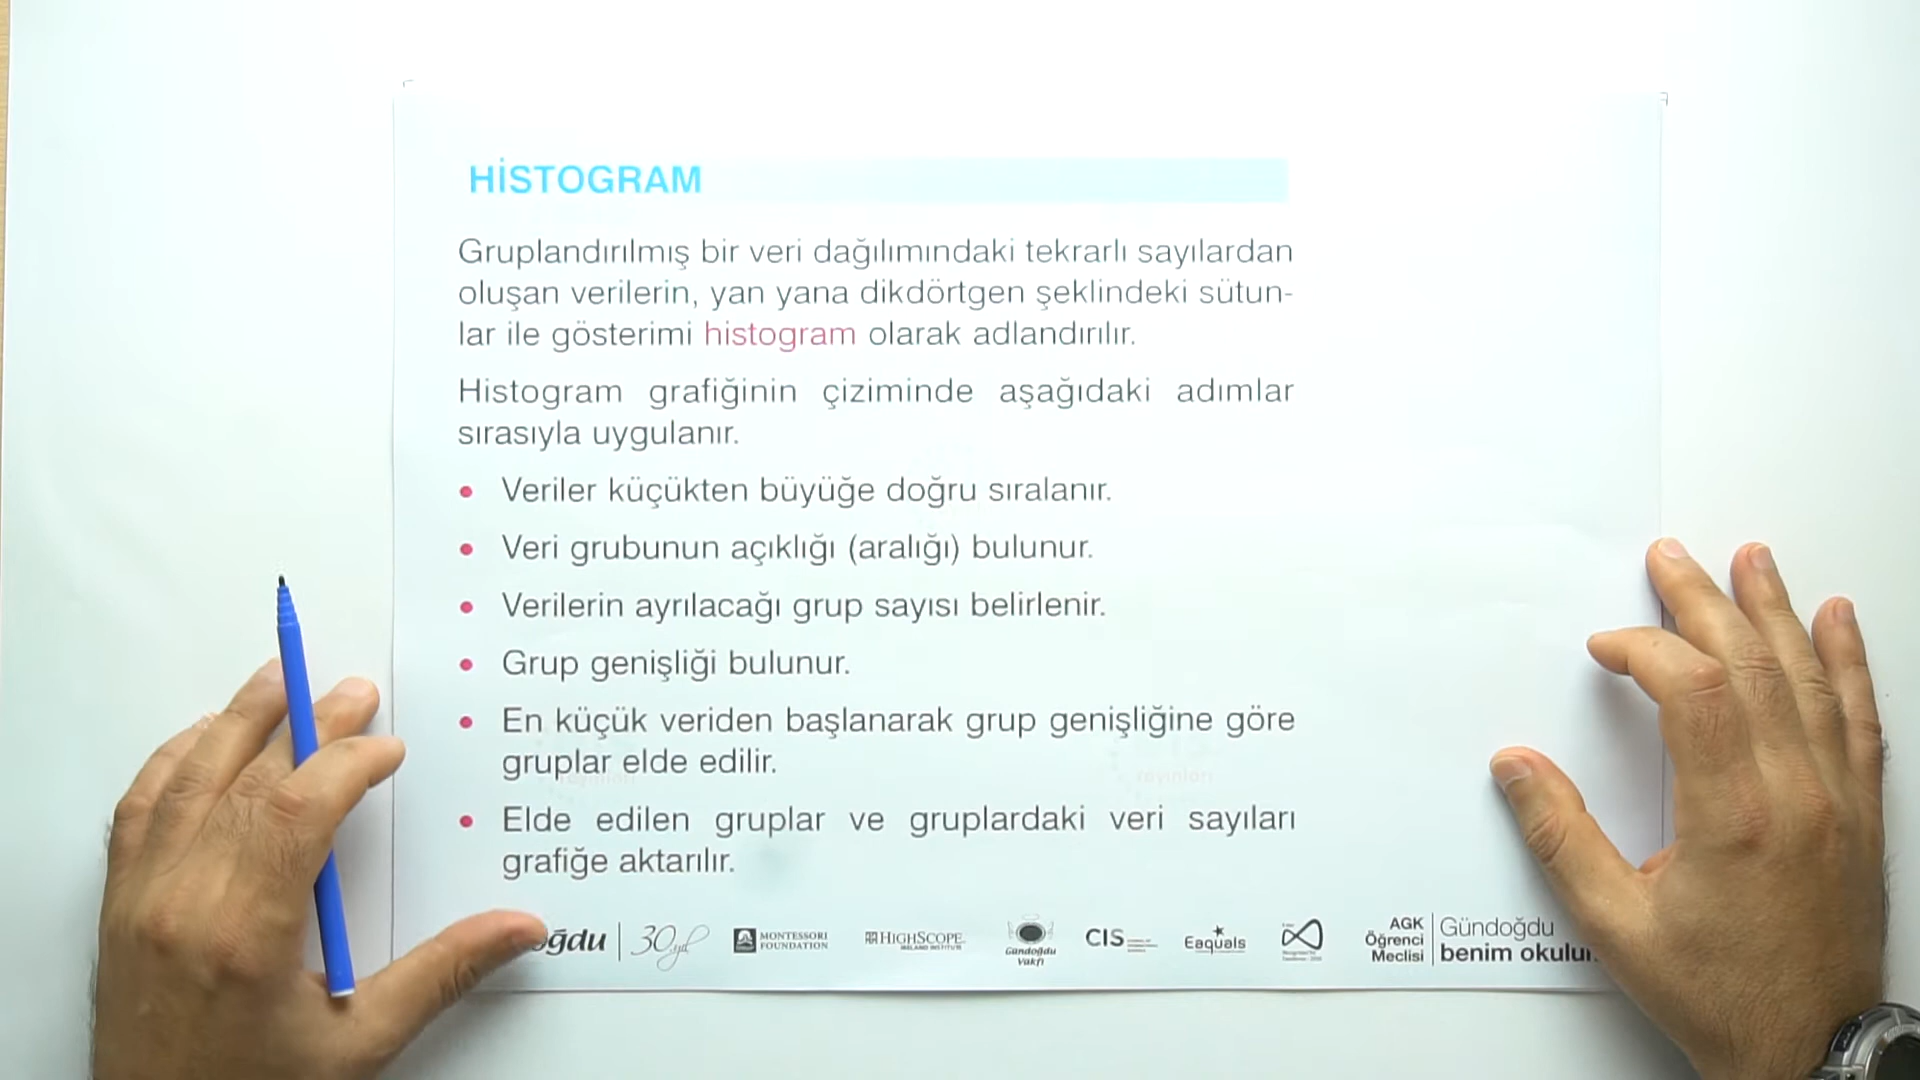 HİSTOGRAM
Gruplandırılmış bir veri dağılımındaki tekrarlı sayılardan
oluşan verilerin, yan yana dikdörtgen şeklindeki sütun-
lar ile gösterimi histogram olarak adlandırılır.
Histogram grafiğinin çiziminde aşağıdaki adımlar
sırasıyla uygulanır.
• Veriler küçükten büyüğe doğru sıralanır.
• Veri grubunun açıklığı (aralığı) bulunur.
• Verilerin ayrılacağı grup sayısı belirlenir.
• Grup genişliği bulunur.
• En küçük veriden başlanarak grup genişliğine göre
gruplar elde edilir.
• Elde edilen gruplar ve gruplardaki veri sayıları
grafiğe aktarılır.
ğdu 30.yıl MONTESSORI FOUNDATION HIGHSCOPE Gündoğdu Vakfı CIS Eaquals AGK Öğrenci Meclisi Gündoğdu benim okulu